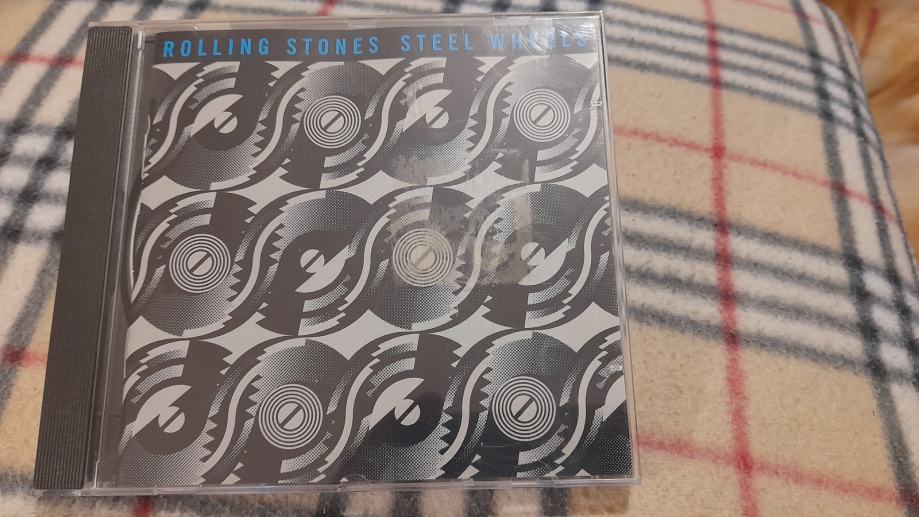 ROLLING STONES STEEL WHEELS